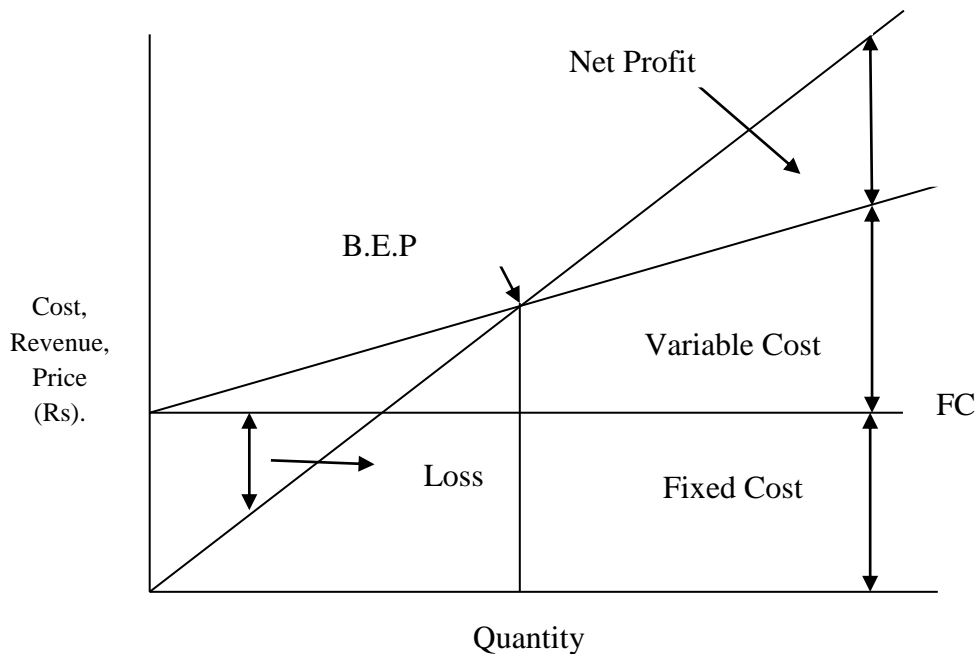 Net Profit
B.E.P
Cost,
Revenue,
Price
(Rs).
Variable Cost
FC
Loss
Fixed Cost
Quantity